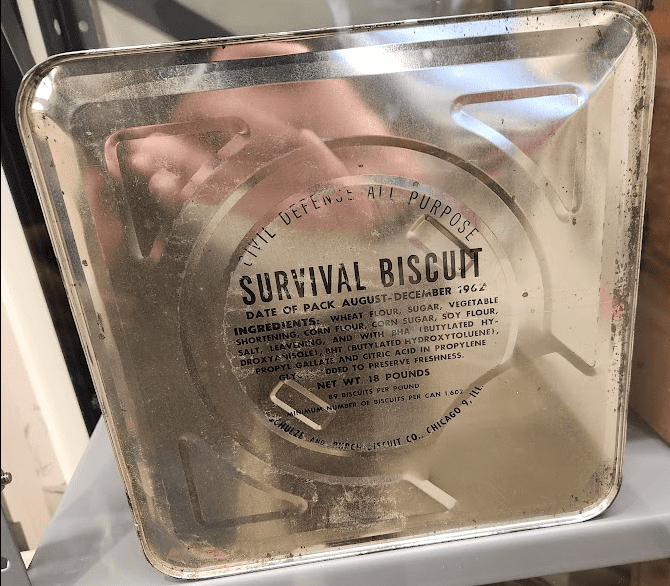 CIVIL DEFENSE ALL PURPOSE
SURVIVAL BISCUIT
DATE OF PACK AUGUST-DECEMBER 1962
INGREDIENTS: WHEAT FLOUR, SUGAR, VEGETABLE
SHORTENING, CORN FLOUR, CORN SUGAR, SOY FLOUR,
SALT, LEAVENING, AND WITH BHA (BUTYLATED HY-
DROXYANISOLE), BHT (BUTYLATED HYDROXYTOLUENE),
PROPYL GALLATE AND CITRIC ACID IN PROPYLENE
TO PRESERVE FRESHNESS.
NET WT. 18 POUNDS
89 BISCUITS PER POUND
MINIMUM NUMBER OF BISCUITS PER CAN 1602
SCHULZE AND BURCH BISCUIT CO., CHICAGO 9, ILL.